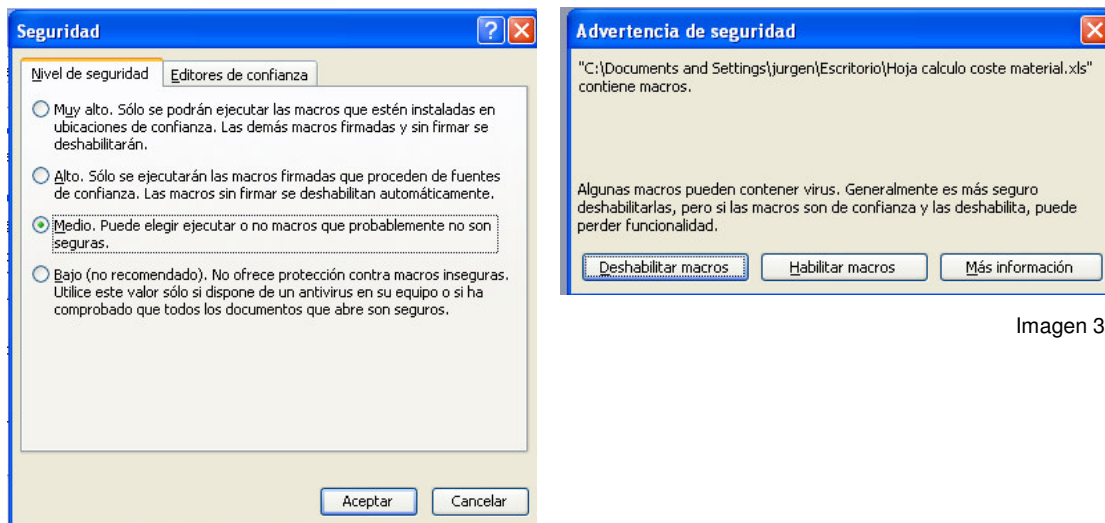 Seguridad
Nivel de seguridad
Editores de confianza
Muy alto. Sólo se podrán ejecutar las macros que estén instaladas en
ubicaciones de confianza. Las demás macros firmadas y sin firmar se
deshabilitarán.
Alto. Sólo se ejecutarán las macros firmadas que proceden de fuentes
de confianza. Las macros sin firmar se deshabilitan automáticamente.
Medio. Puede elegir ejecutar o no macros que probablemente no son
seguras.
Bajo (no recomendado). No ofrece protección contra macros inseguras.
Utilice este valor sólo si dispone de un antivirus en su equipo o si ha
comprobado que todos los documentos que abre son seguros.
Aceptar
Cancelar
Advertencia de seguridad
"C:\Documents and Settings\jurgen\Escritorio\Hoja calculo coste material.xls"
contiene macros.
Algunas macros pueden contener virus. Generalmente es más seguro
deshabilitarlas, pero si las macros son de confianza y las deshabilita, puede
perder funcionalidad.
Deshabilitar macros
Habilitar macros
Más información
Imagen 3